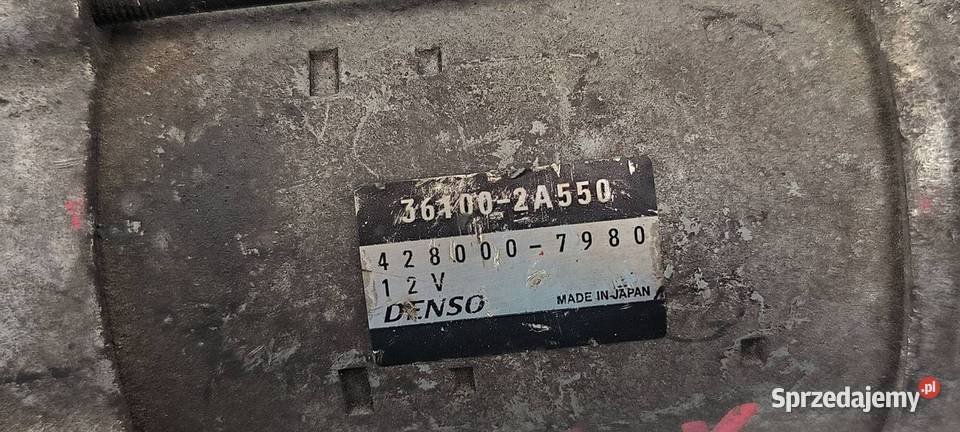 36100-2A550
428000-7980
12V
DENSO
MADE IN JAPAN
Sprzedajemy.pl